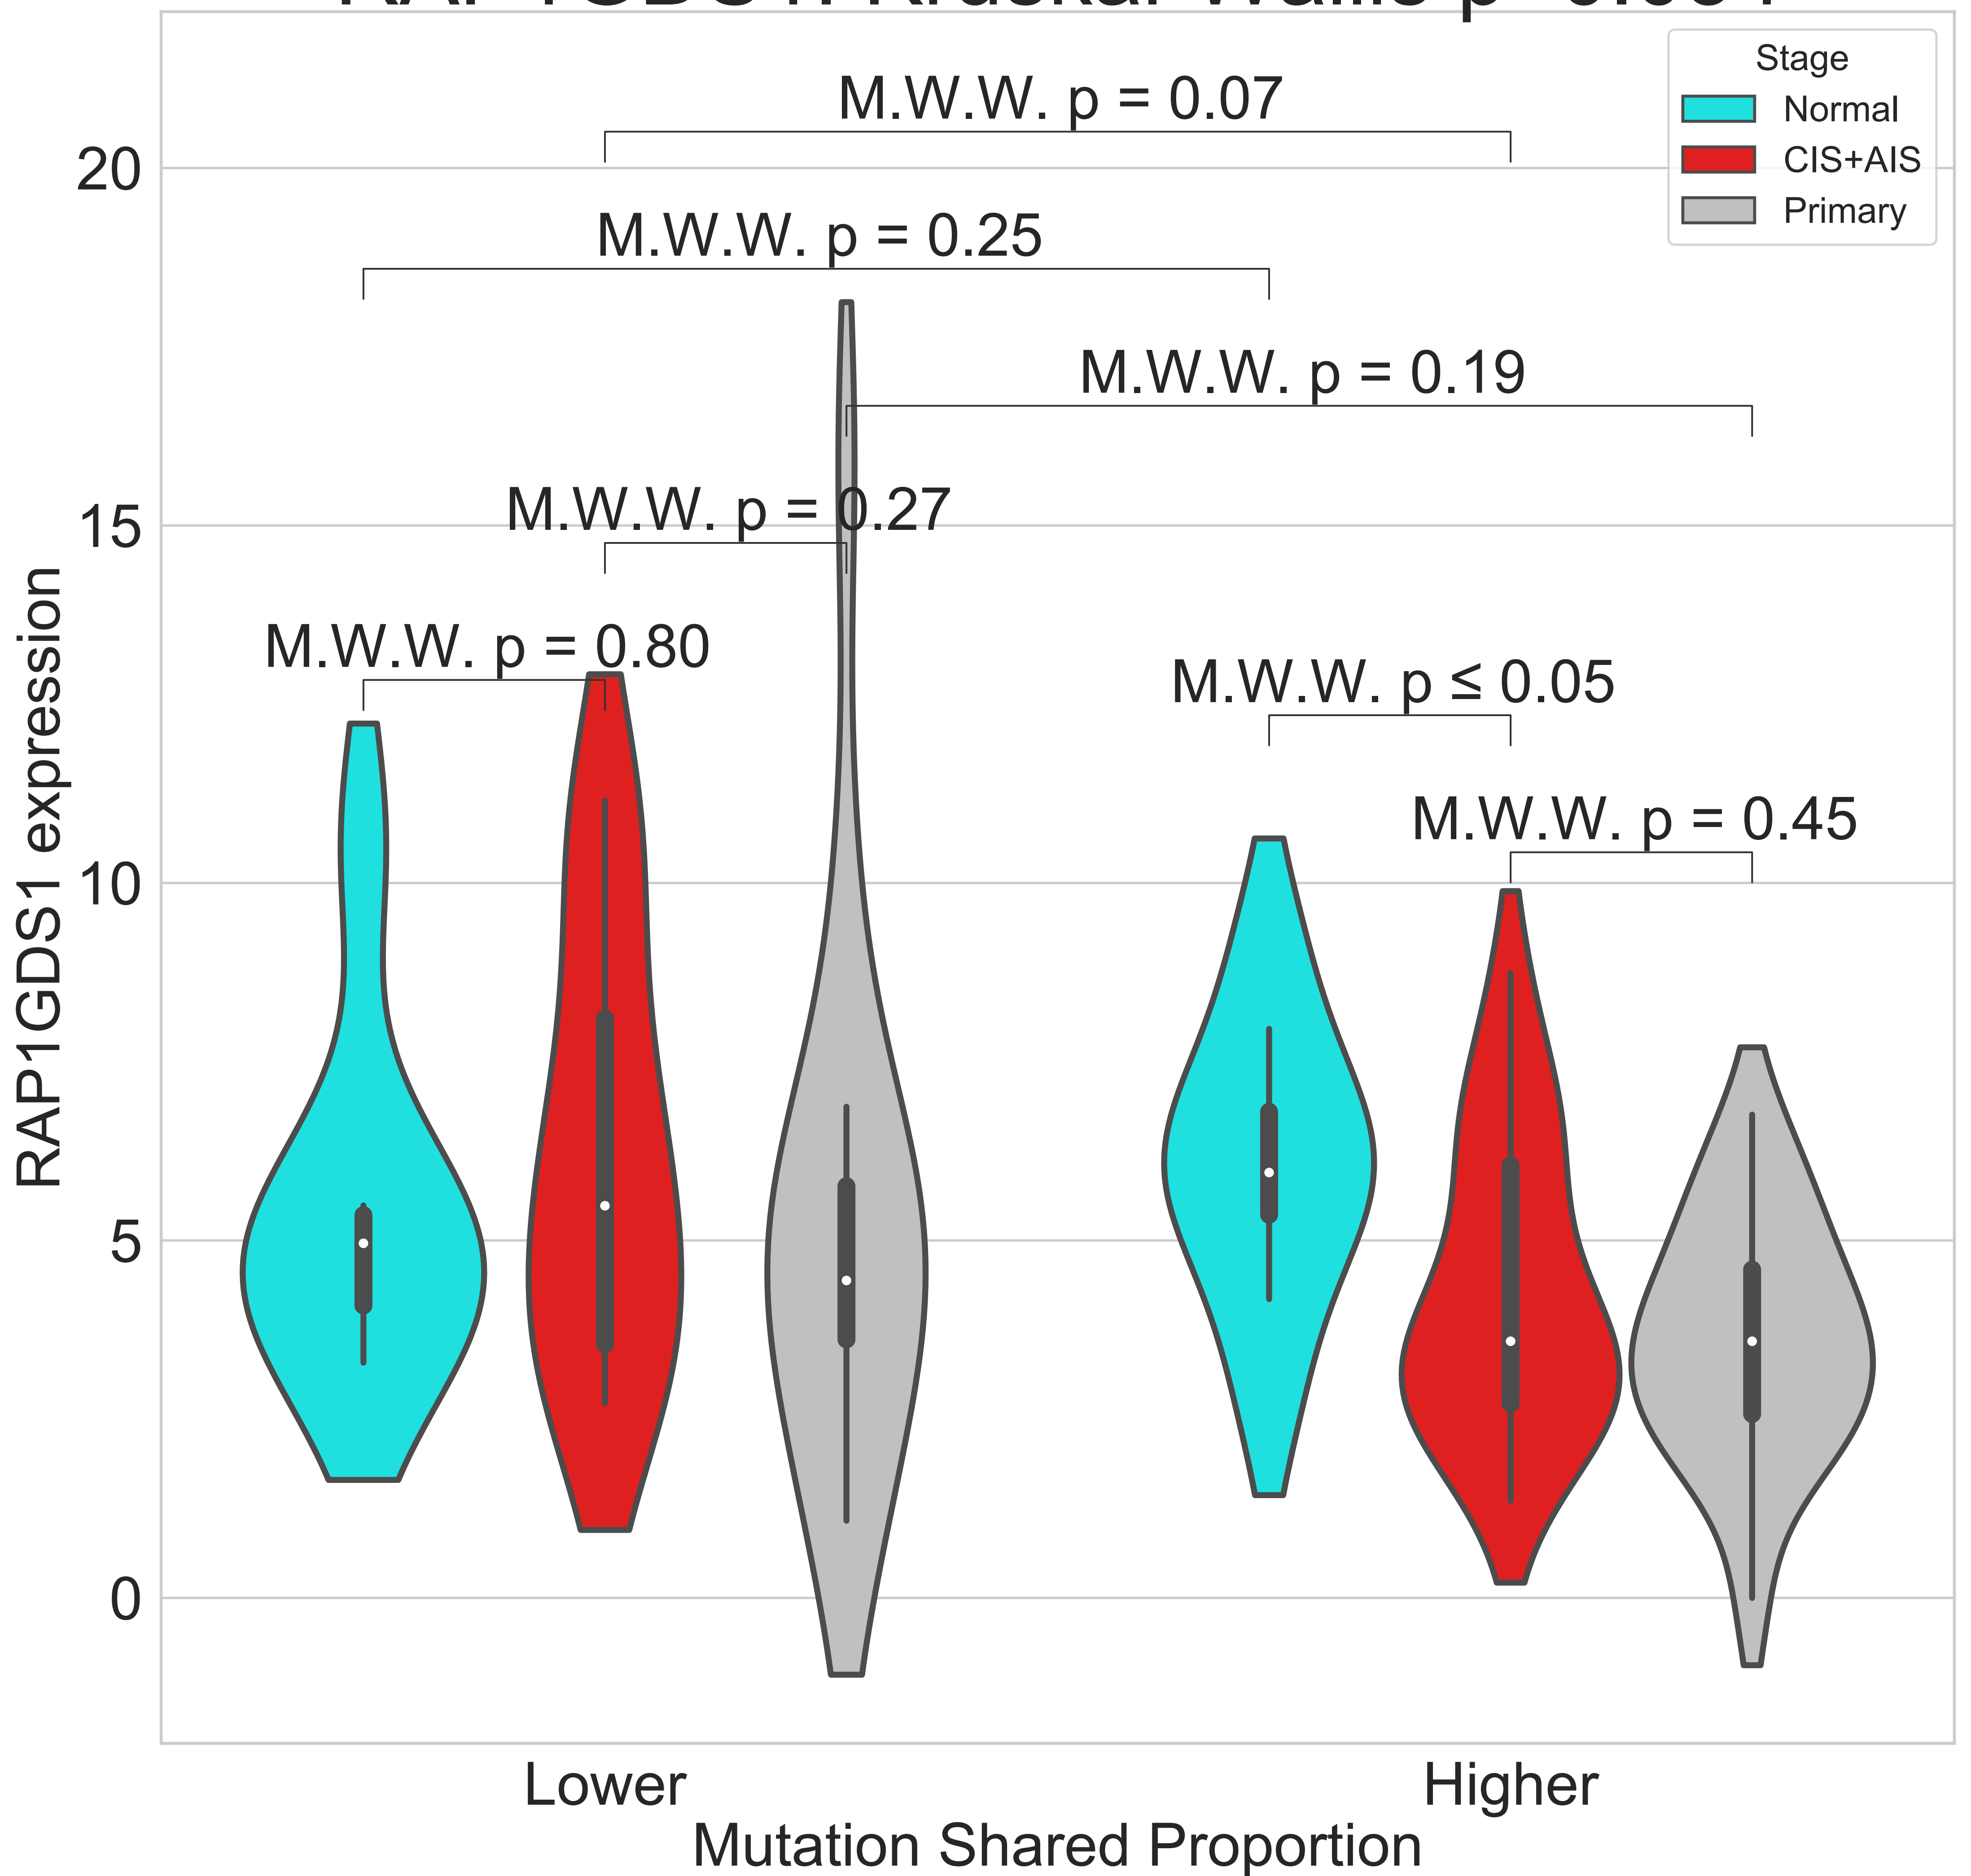 Stage
Normal
CIS+AIS
Primary
M.W.W. p = 0.07
M.W.W. p = 0.25
M.W.W. p = 0.19
M.W.W. p = 0.27
M.W.W. p = 0.80
M.W.W. p ≤ 0.05
M.W.W. p = 0.45
20
15
10
5
0
RAP1GDS1 expression
Lower
Higher
Mutation Shared Proportion